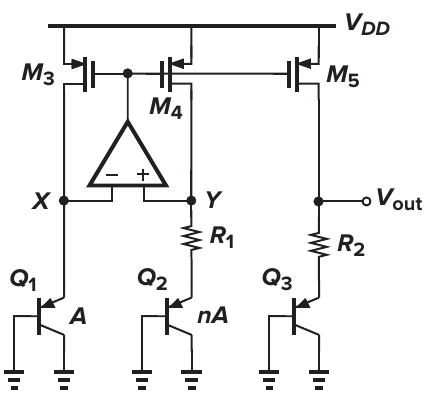 V_DD
M_3
M_4
M_5
− +
X
Y
V_out
R_1
R_2
Q_1
Q_2
Q_3
A
nA